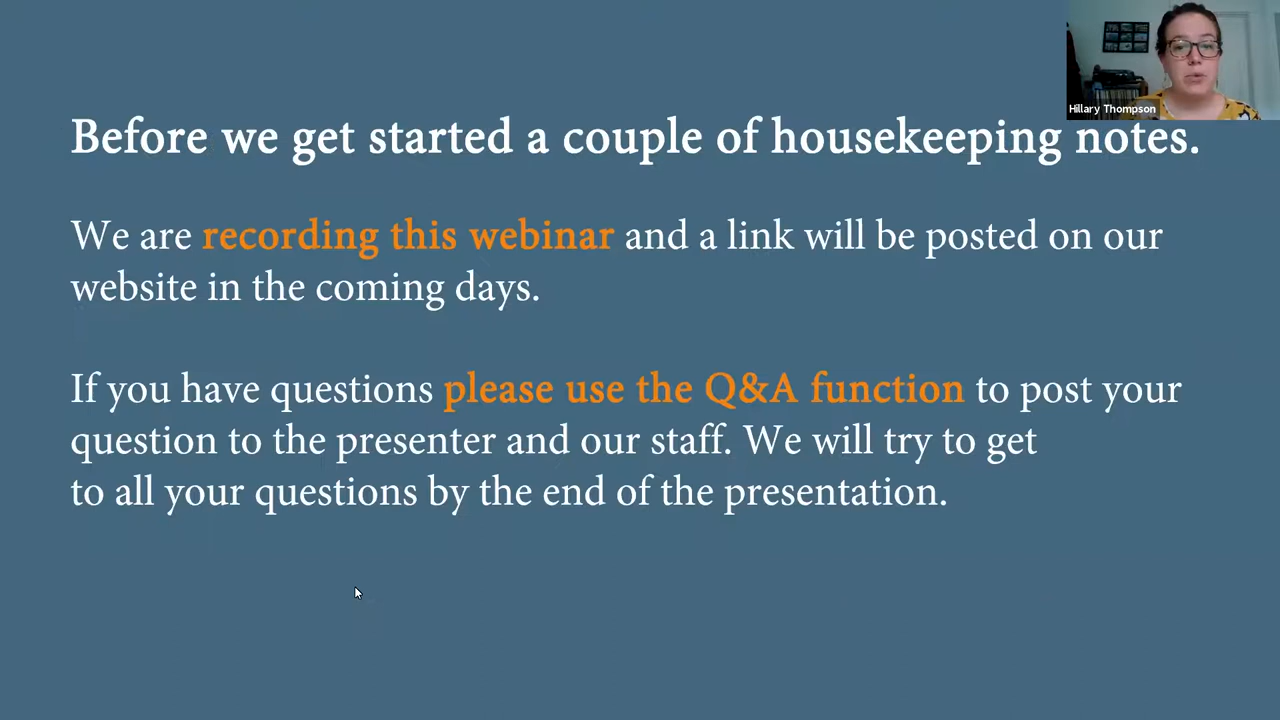 Hillary Thompson
Before we get started a couple of housekeeping notes.
We are recording this webinar and a link will be posted on our
website in the coming days.
If you have questions please use the Q&A function to post your
question to the presenter and our staff. We will try to get
to all your questions by the end of the presentation.